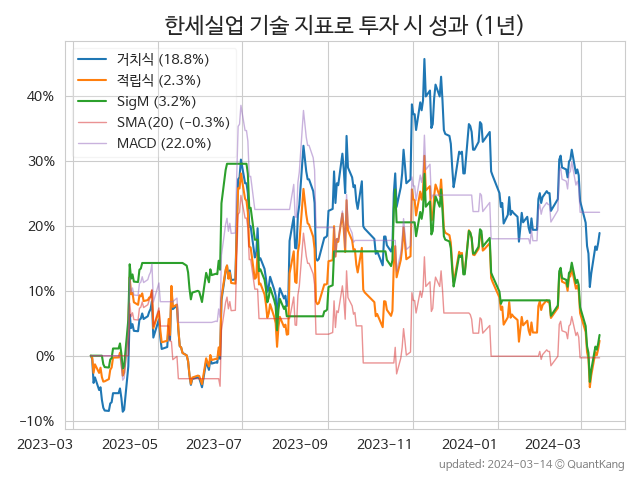 한세실업 기술 지표로 투자 시 성과 (1년)
거치식 (18.8%)
적립식 (2.3%)
SigM (3.2%)
SMA(20) (−0.3%)
MACD (22.0%)
40%
30%
20%
10%
0%
−10%
2023-03 2023-05 2023-07 2023-09 2023-11 2024-01 2024-03
updated: 2024-03-14 © QuantKang